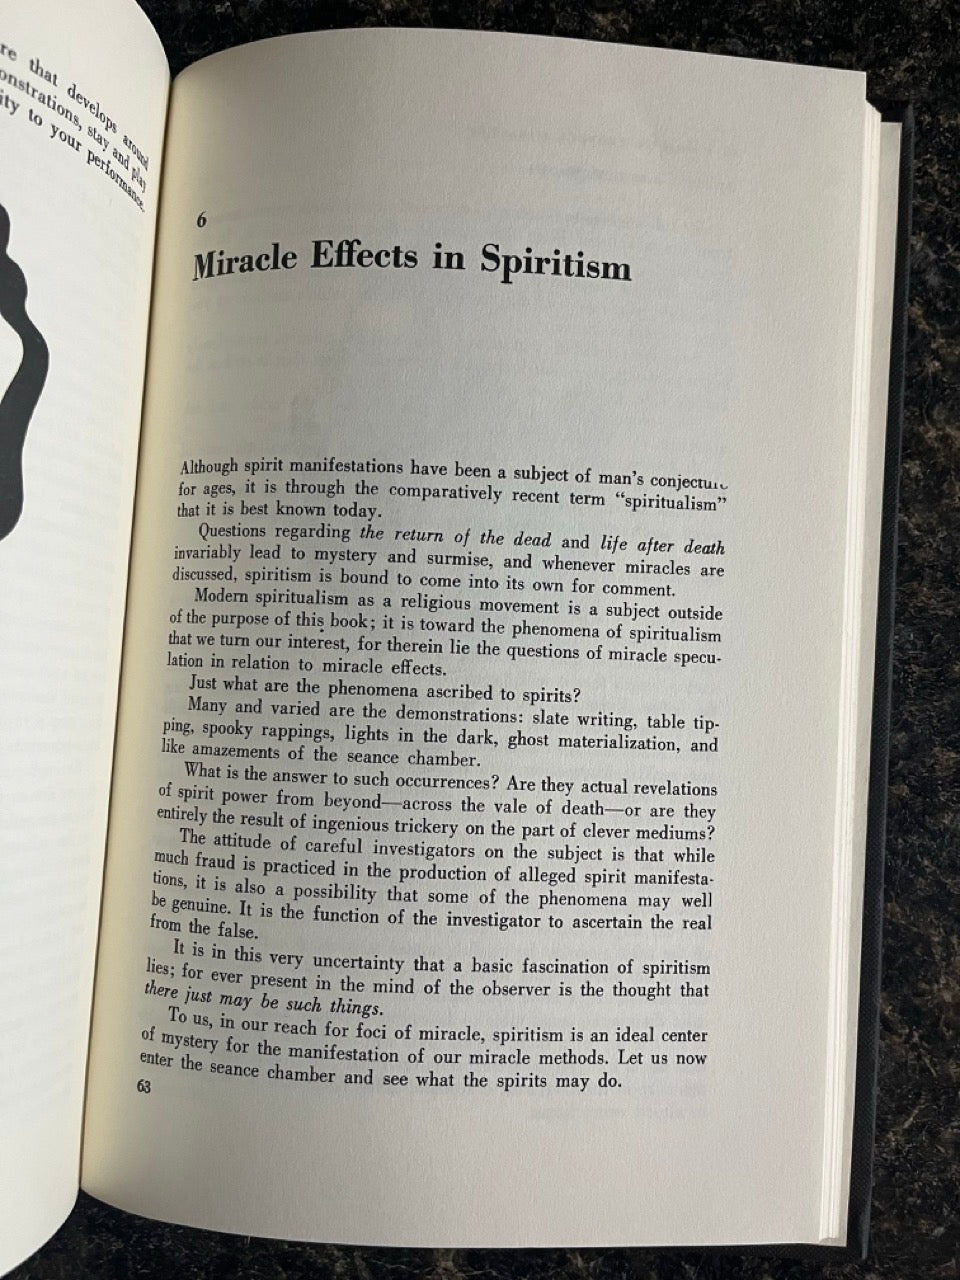 re that develops around
onstrations, stay and play
ity to your performance.
6
Miracle Effects in Spiritism
Although spirit manifestations have been a subject of man's conjecture
for ages, it is through the comparatively recent term "spiritualism"
that it is best known today.
Questions regarding the return of the dead and life after death
invariably lead to mystery and surmise, and whenever miracles are
discussed, spiritism is bound to come into its own for comment.
Modern spiritualism as a religious movement is a subject outside
of the purpose of this book; it is toward the phenomena of spiritualism
that we turn our interest, for therein lie the questions of miracle specu-
lation in relation to miracle effects.
Just what are the phenomena ascribed to spirits?
Many and varied are the demonstrations: slate writing, table tip-
ping, spooky rappings, lights in the dark, ghost materialization, and
like amazements of the seance chamber.
What is the answer to such occurrences? Are they actual revelations
of spirit power from beyond—across the vale of death—or are they
entirely the result of ingenious trickery on the part of clever mediums?
The attitude of careful investigators on the subject is that while
much fraud is practiced in the production of alleged spirit manifesta-
tions, it is also a possibility that some of the phenomena may well
be genuine. It is the function of the investigator to ascertain the real
from the false.
It is in this very uncertainty that a basic fascination of spiritism
lies; for ever present in the mind of the observer is the thought that
there just may be such things.
To us, in our reach for foci of miracle, spiritism is an ideal center
of mystery for the manifestation of our miracle methods. Let us now
enter the seance chamber and see what the spirits may do.
63